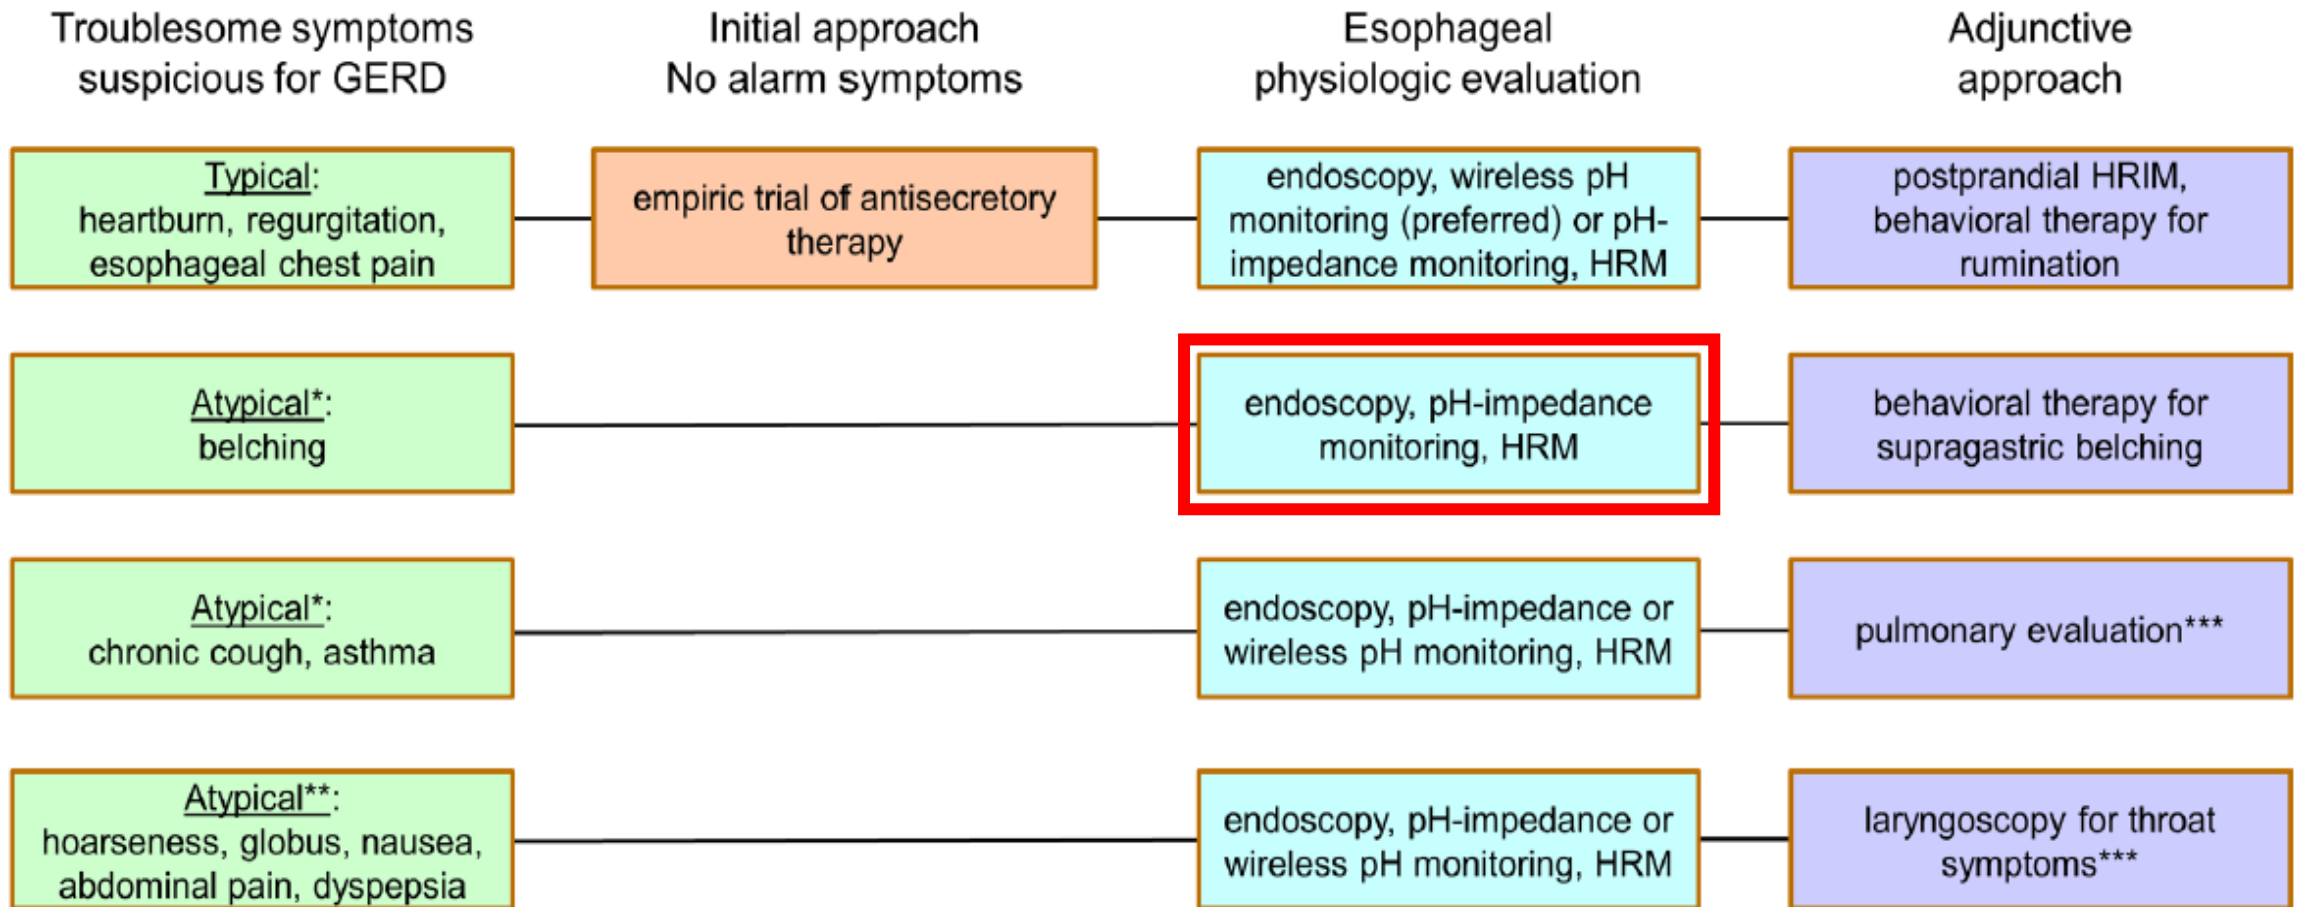 Troublesome symptoms
suspicious for GERD
Initial approach
No alarm symptoms
Esophageal
physiologic evaluation
Adjunctive
approach
Typical:
heartburn, regurgitation,
esophageal chest pain
empiric trial of antisecretory
therapy
endoscopy, wireless pH
monitoring (preferred) or pH-
impedance monitoring, HRM
postprandial HRIM,
behavioral therapy for
rumination
Atypical*:
belching
endoscopy, pH-impedance
monitoring, HRM
behavioral therapy for
supragastric belching
Atypical*:
chronic cough, asthma
endoscopy, pH-impedance or
wireless pH monitoring, HRM
pulmonary evaluation***
Atypical**:
hoarseness, globus, nausea,
abdominal pain, dyspepsia
endoscopy, pH-impedance or
wireless pH monitoring, HRM
laryngoscopy for throat
symptoms***